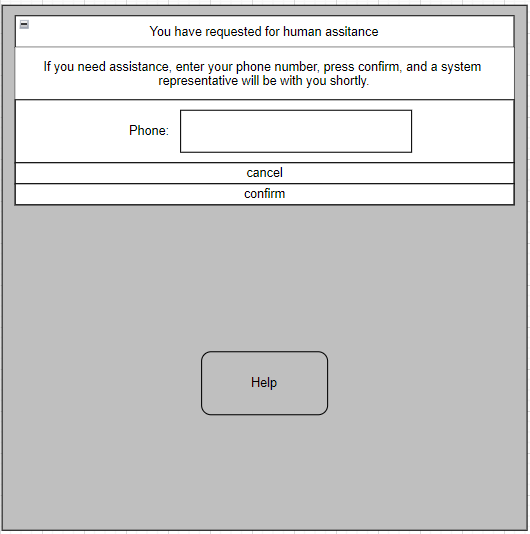 You have requested for human assitance
If you need assistance, enter your phone number, press confirm, and a system
representative will be with you shortly.
Phone:
cancel
confirm
Help